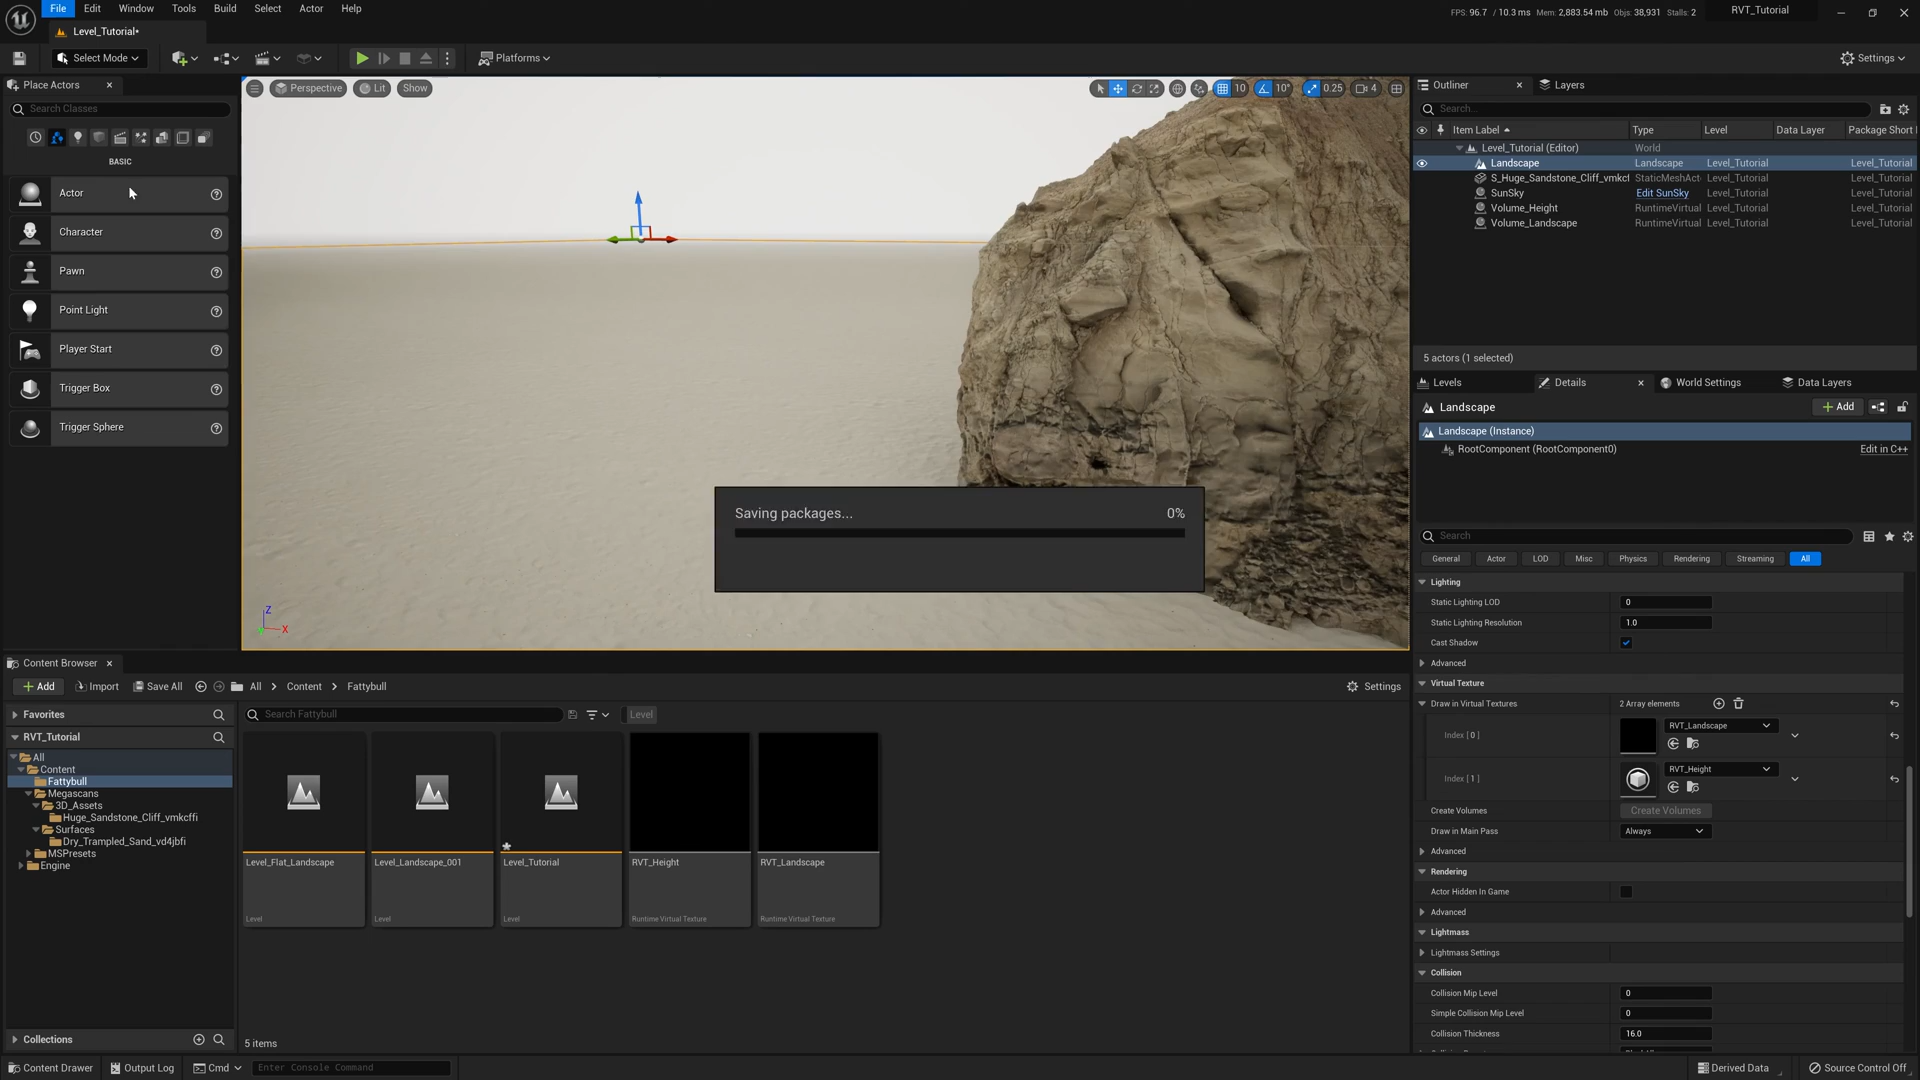 File Edit Window Tools Build Select Actor Help
FPS: 96.7 / 10.3 ms Mem: 2,883.54 mb Objs: 38,931 Stalls: 2
RVT_Tutorial
Level_Tutorial*
Select Mode
Platforms
Settings
Place Actors
Search Classes
BASIC
Actor
Character
Pawn
Point Light
Player Start
Trigger Box
Trigger Sphere
Perspective Lit Show
10 10° 0.25 4
Z
X
Saving packages... 0%
Outliner Layers
Search...
Item Label Type Level Data Layer Package Short
Level_Tutorial (Editor) World
Landscape Landscape Level_Tutorial Level_Tutorial
S_Huge_Sandstone_Cliff_vmkcf StaticMeshAct Level_Tutorial Level_Tutorial
SunSky Edit SunSky Level_Tutorial Level_Tutorial
Volume_Height RuntimeVirtual Level_Tutorial Level_Tutorial
Volume_Landscape RuntimeVirtual Level_Tutorial Level_Tutorial
5 actors (1 selected)
Levels Details World Settings Data Layers
Landscape
Add
Landscape (Instance)
RootComponent (RootComponent0) Edit in C++
Search
General Actor LOD Misc Physics Rendering Streaming All
Lighting
Static Lighting LOD 0
Static Lighting Resolution 1.0
Cast Shadow
Advanced
Virtual Texture
Draw in Virtual Textures 2 Array elements
RVT_Landscape
Index [ 0 ]
RVT_Height
Index [ 1 ]
Create Volumes Create Volumes
Draw in Main Pass Always
Advanced
Rendering
Actor Hidden In Game
Advanced
Lightmass
Lightmass Settings
Collision
Collision Mip Level 0
Simple Collision Mip Level 0
Collision Thickness 16.0
Content Browser
Add Import Save All All Content Fattybull
Settings
Favorites
RVT_Tutorial
All
Content
Fattybull
Megascans
3D_Assets
Huge_Sandstone_Cliff_vmkcffi
Surfaces
Dry_Trampled_Sand_vd4jbfi
MSPresets
Engine
Collections
Search Fattybull
Level
Level_Flat_Landscape
Level
Level_Landscape_001
Level
Level_Tutorial
Level
RVT_Height
Runtime Virtual Texture
RVT_Landscape
Runtime Virtual Texture
5 items
Content Drawer Output Log Cmd Enter Console Command
Derived Data Source Control Off